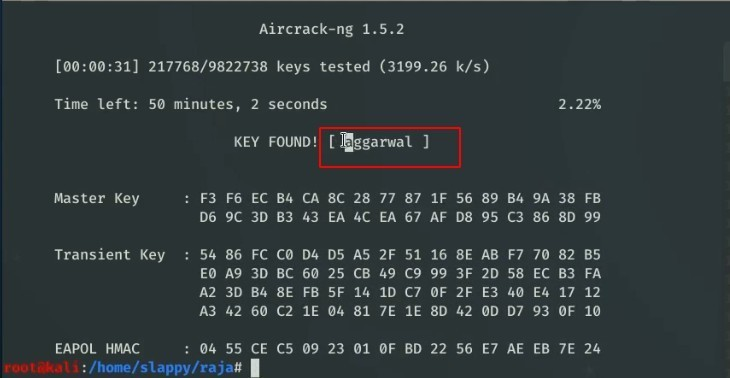 Aircrack-ng 1.5.2
[00:00:31] 217768/9822738 keys tested (3199.26 k/s)
Time left: 50 minutes, 2 seconds 2.22%
KEY FOUND! [ aggarwal ]
Master Key : F3 F6 EC B4 CA 8C 28 77 87 1F 56 89 B4 9A 38 FB
D6 9C 3D B3 43 EA 4C EA 67 AF D8 95 C3 86 8D 99
Transient Key : 54 86 FC C0 D4 D5 A5 2F 51 16 8E AB F7 70 82 B5
E0 A9 3D BC 60 25 CB 49 C9 99 3F 2D 58 EC B3 FA
A2 3D B4 8E FB 5F 14 1D C7 0F 2F E3 40 E4 17 12
A3 42 60 C2 1E 04 81 7E 1E 8D 42 0D D7 93 0F 10
EAPOL HMAC : 04 55 CE C5 09 23 01 0F BD 22 56 E7 AE EB 7E 24
root@kali:/home/slappy/raja#